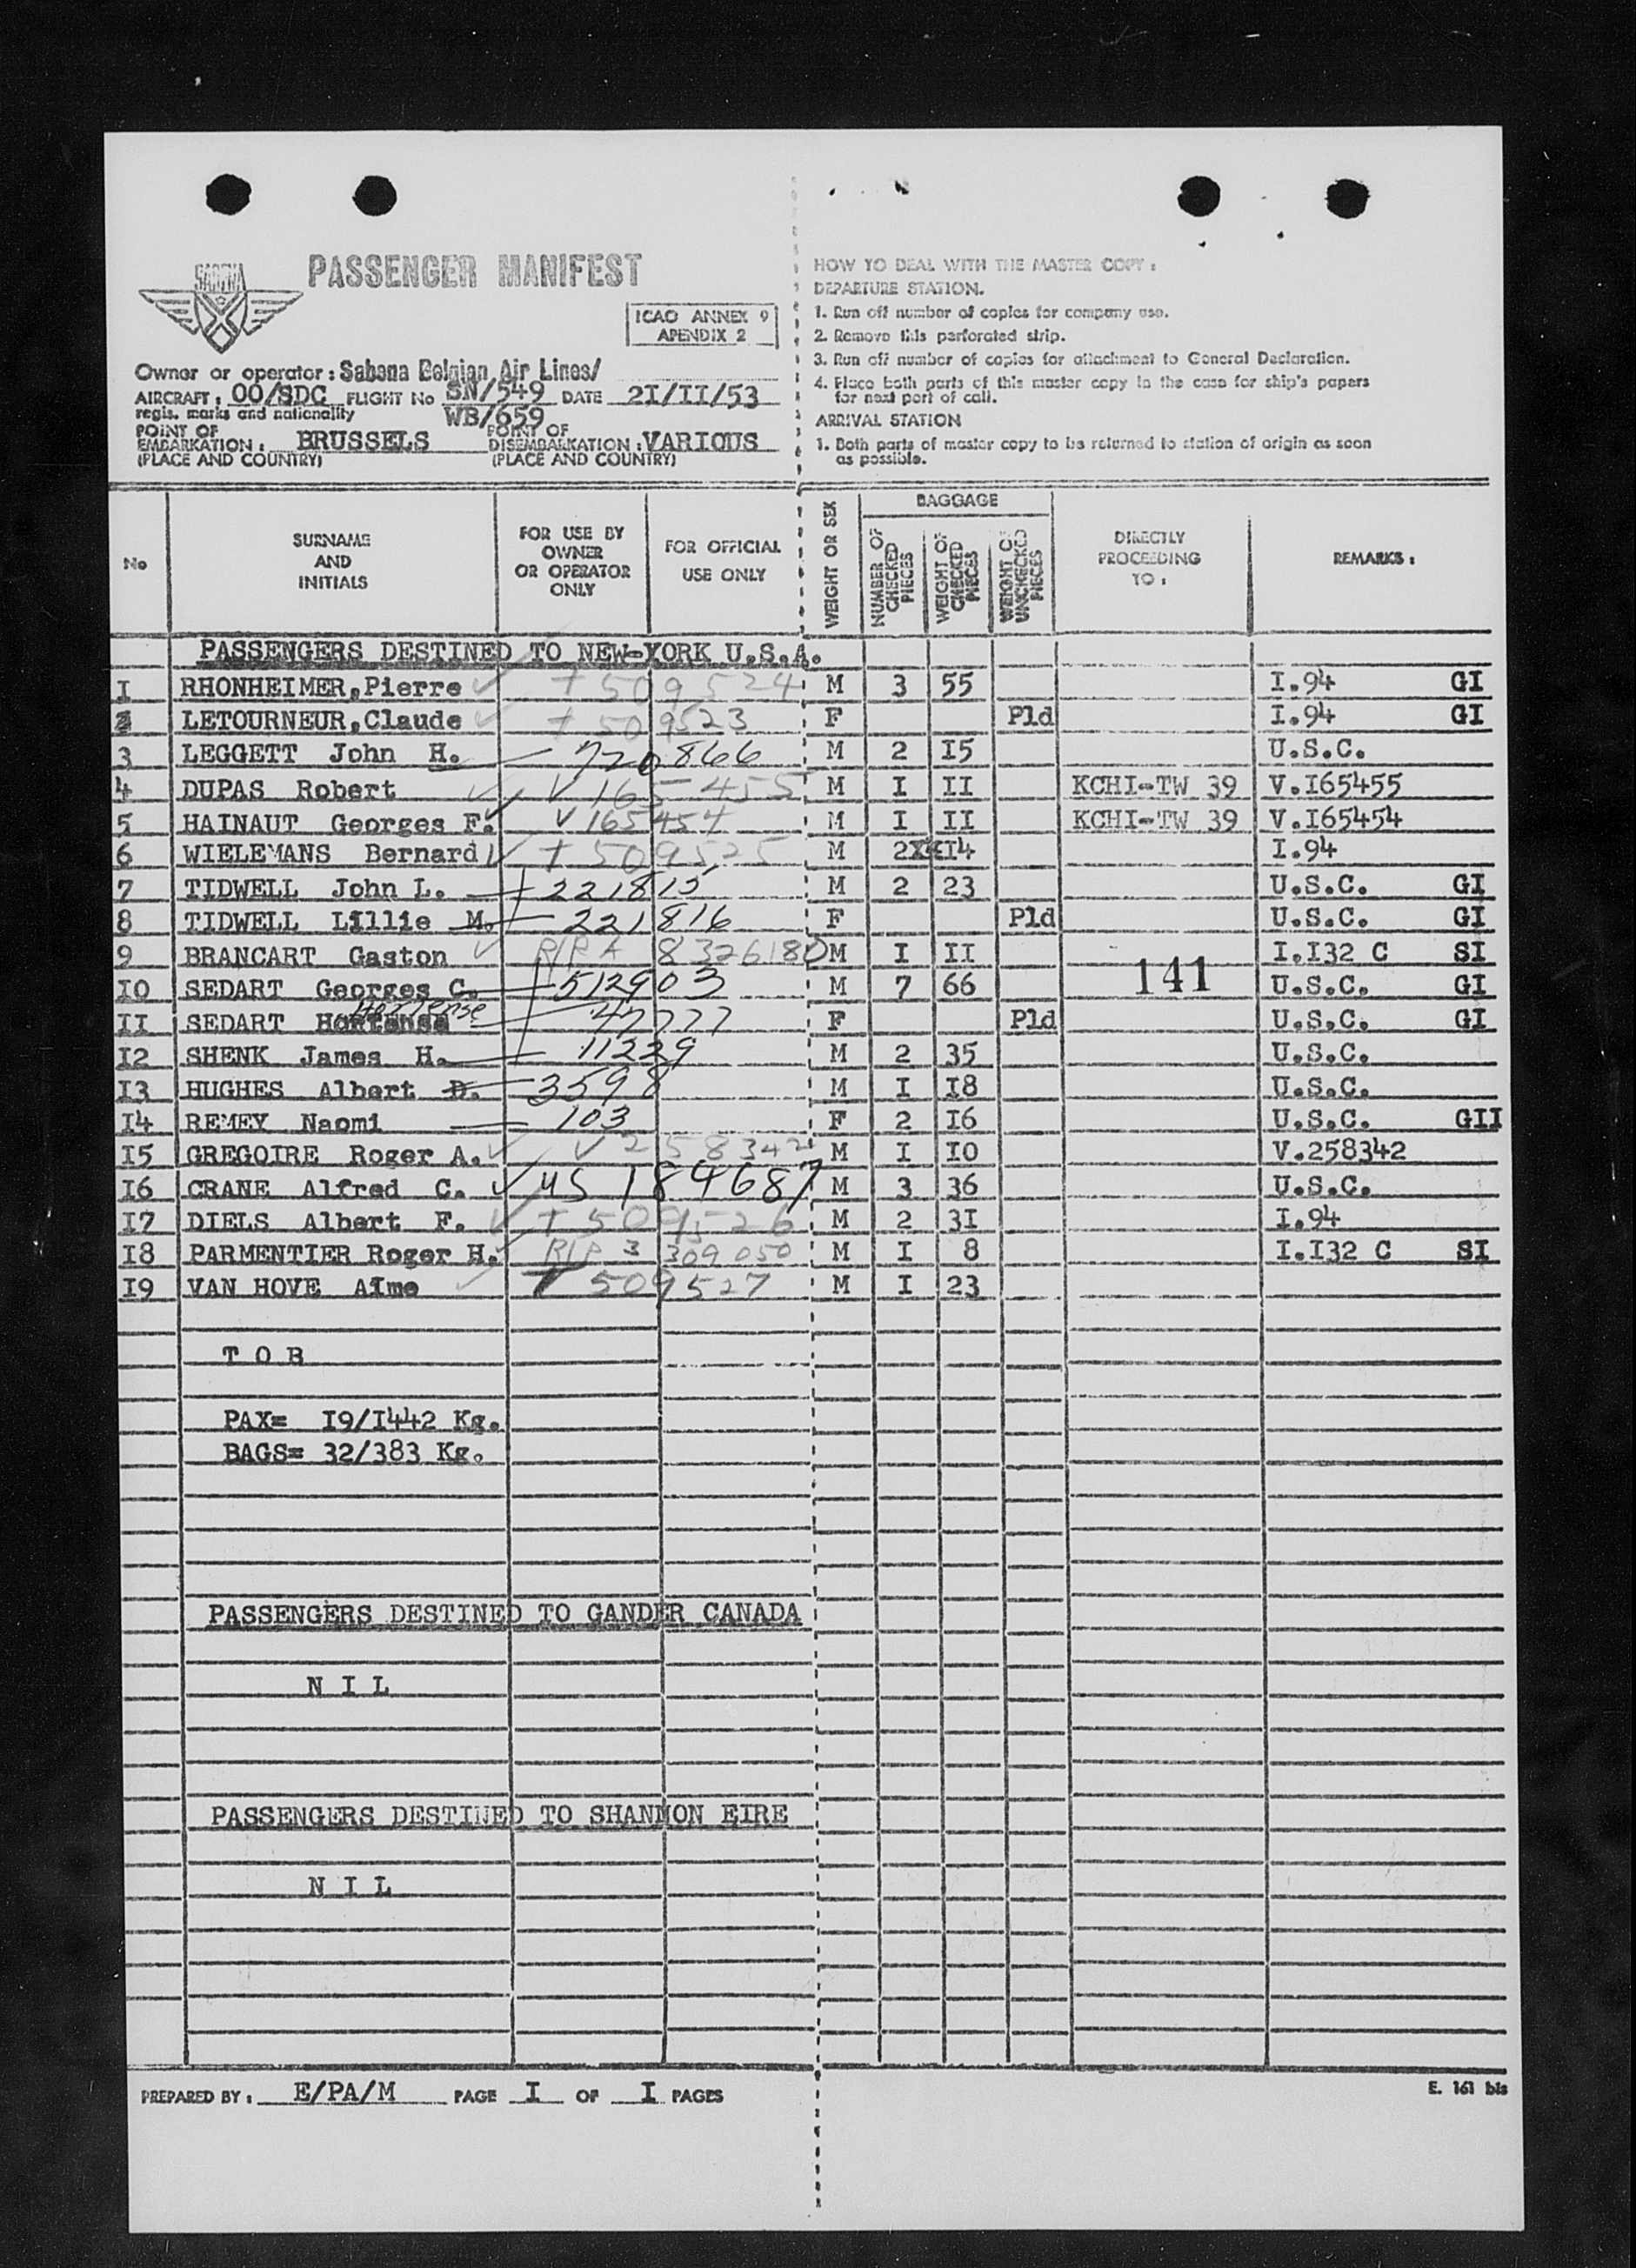 SABENA
PASSENGER MANIFEST
ICAO ANNEX 9
APENDIX 2
Owner or operator : Sabena Belgian Air Lines/
AIRCRAFT : OO/SDC FLIGHT No SN/549 DATE 2I/II/53
regis. marks and nationality WB/659
POINT OF EMBARKATION : BRUSSELS POINT OF DISEMBARKATION : VARIOUS
(PLACE AND COUNTRY) (PLACE AND COUNTRY)
HOW TO DEAL WITH THE MASTER COPY :
DEPARTURE STATION.
1. Run off number of copies for company use.
2. Remove this perforated strip.
3. Run off number of copies for attachment to General Declaration.
4. Place both parts of this master copy in the case for ship's papers
for next port of call.
ARRIVAL STATION
1. Both parts of master copy to be returned to station of origin as soon
as possible.
No
SURNAME AND INITIALS
FOR USE BY OWNER OR OPERATOR ONLY
FOR OFFICIAL USE ONLY
WEIGHT OR SEX
BAGGAGE
NUMBER OF CHECKED PIECES
WEIGHT OF CHECKED PIECES
WEIGHT OF UNCHECKED PIECES
DIRECTLY PROCEEDING TO :
REMARKS :
PASSENGERS DESTINED TO NEW-YORK U.S.A.
I RHONHEIMER,Pierre T 509524 M 3 55 I.94 GI
2 LETOURNEUR,Claude T 509523 F Pld I.94 GI
3 LEGGETT John H. 720866 M 2 I5 U.S.C.
4 DUPAS Robert V 165455 M I II KCHI-TW 39 V.I65455
5 HAINAUT Georges F. V 165454 M I II KCHI-TW 39 V.I65454
6 WIELEMANS Bernard T 509525 M 2 I4 I.94
7 TIDWELL John L. 221815 M 2 23 U.S.C. GI
8 TIDWELL Lillie M. 221816 F Pld U.S.C. GI
9 BRANCART Gaston R/P A 8326180 M I II I.I32 C SI
IO SEDART Georges C. 512903 M 7 66 141 U.S.C. GI
II SEDART Hortense 47777 F Pld U.S.C. GI
I2 SHENK James H. 11229 M 2 35 U.S.C.
I3 HUGHES Albert D. 3598 M I I8 U.S.C.
I4 REMEY Naomi 103 F 2 I6 U.S.C. GII
I5 GREGOIRE Roger A. V 258342 M I IO V.258342
I6 CRANE Alfred C. US 184687 M 3 36 U.S.C.
I7 DIELS Albert F. T 509526 M 2 3I I.94
I8 PARMENTIER Roger H. R/P 3 309050 M I 8 I.I32 C SI
I9 VAN HOVE Aime T 509527 M I 23
T O B
PAX= I9/I442 Kg.
BAGS= 32/383 Kg.
PASSENGERS DESTINED TO GANDER CANADA
N I L
PASSENGERS DESTINED TO SHANNON EIRE
N I L
PREPARED BY : E/PA/M PAGE I OF I PAGES
E. 161 bis